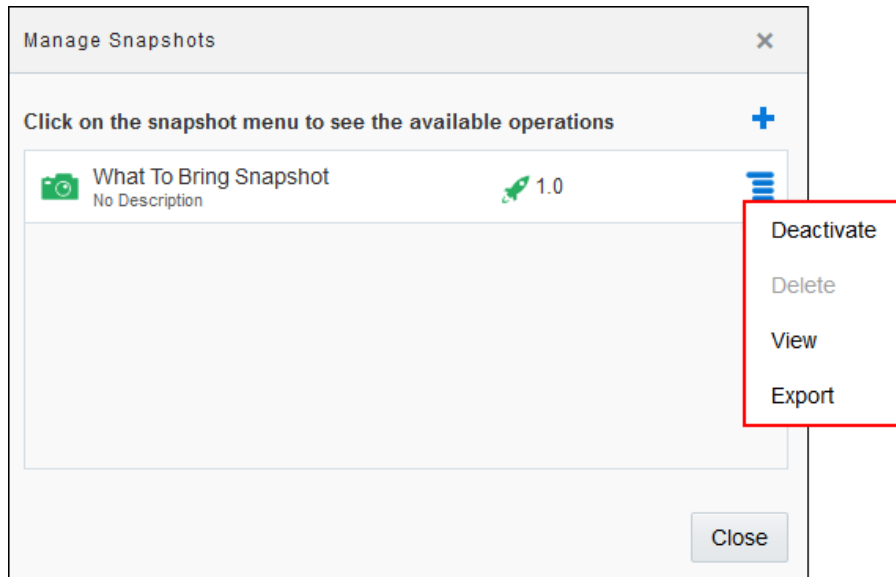 Manage Snapshots
Click on the snapshot menu to see the available operations
What To Bring Snapshot
No Description
1.0
Deactivate
Delete
View
Export
Close